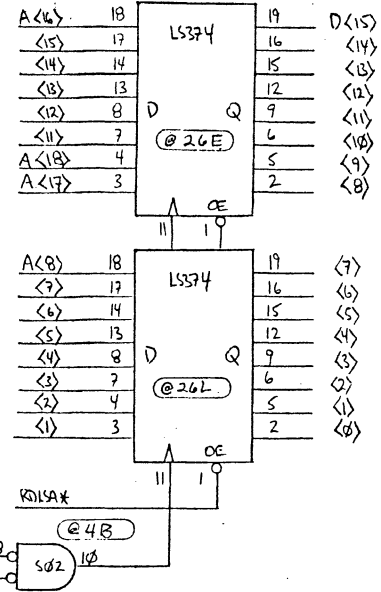 A<16> 18 LS374 19 D<15>
<15> 17 16 <14>
<14> 14 15 <13>
<13> 13 12 <12>
<12> 8 D Q 9 <11>
<11> 7 @26E 6 <10>
A<18> 4 5 <9>
A<17> 3 2 <8>
OE
11 1
A<8> 18 LS374 19 <7>
<7> 17 16 <6>
<6> 14 15 <5>
<5> 13 12 <4>
<4> 8 D Q 9 <3>
<3> 7 @26L 6 <2>
<2> 4 5 <1>
<1> 3 2 <0>
OE
11 1
@4B
SØ2 1Ø